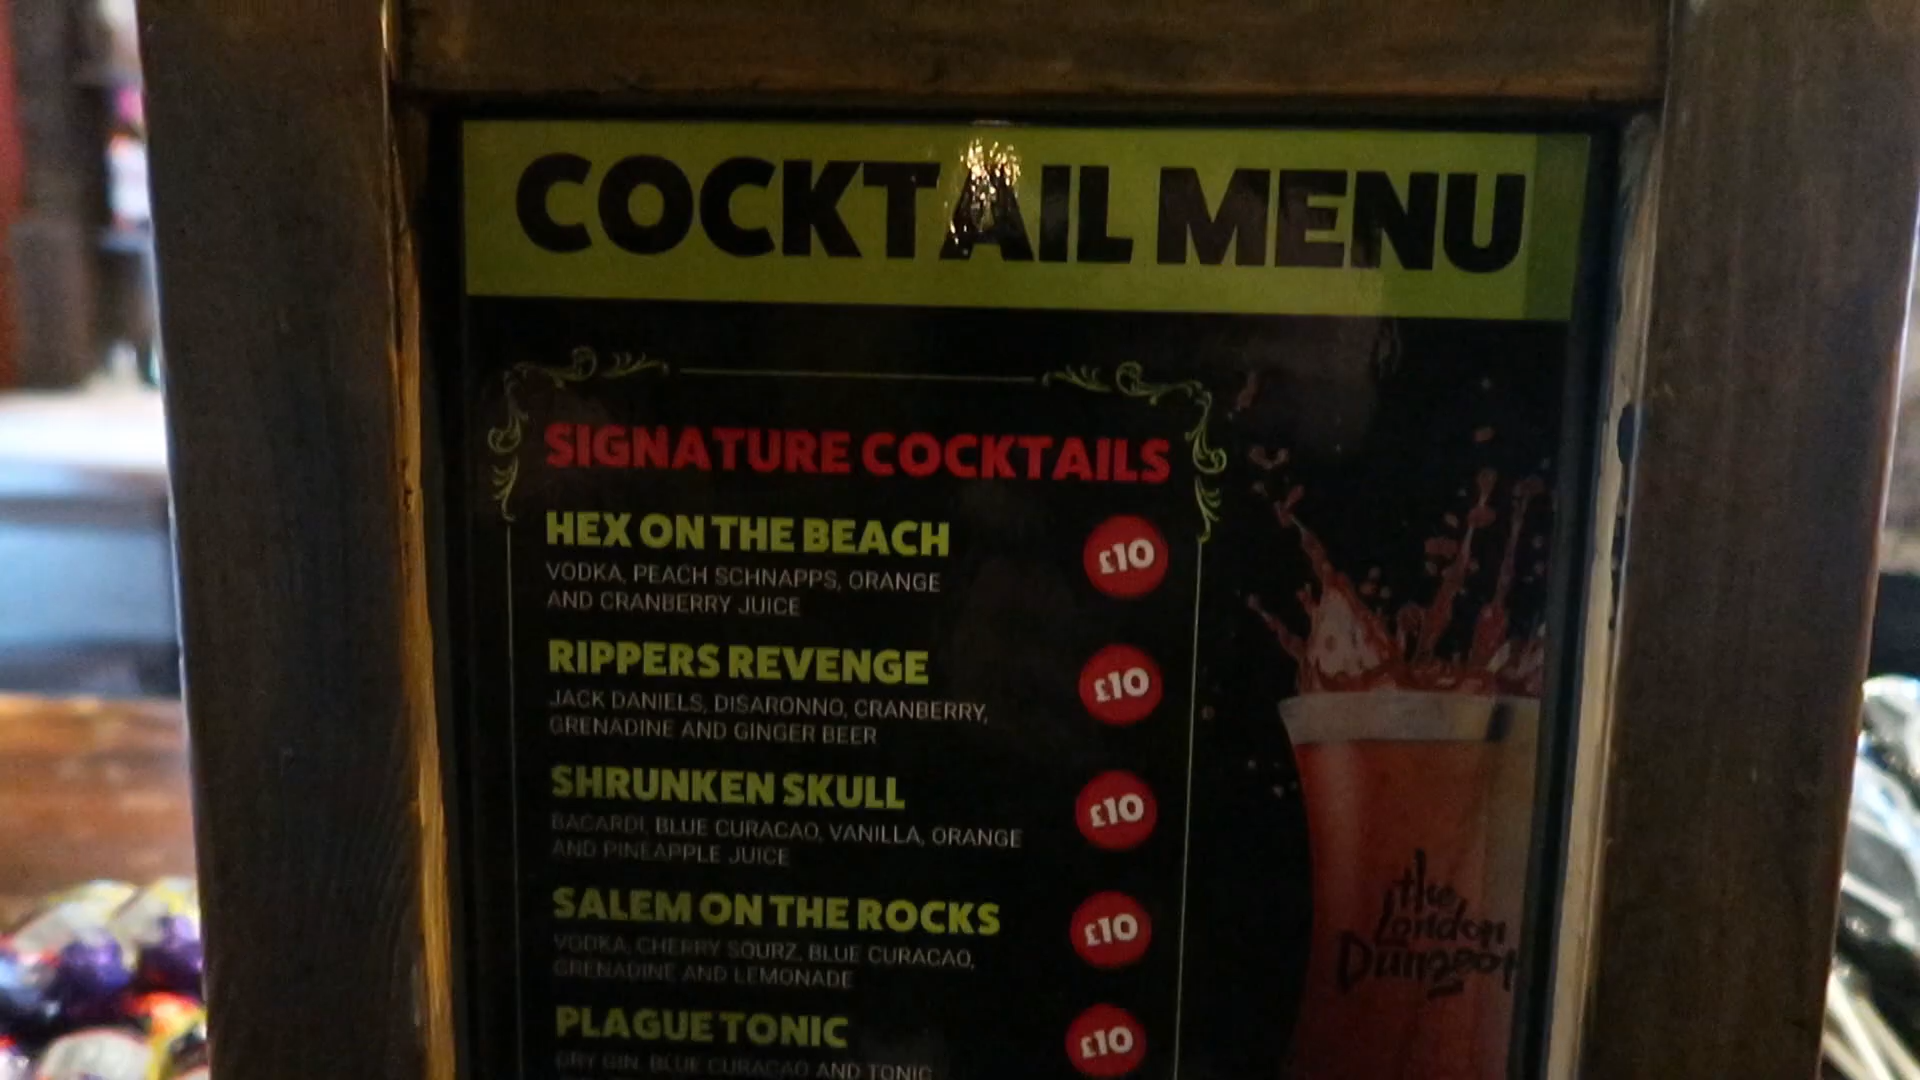 COCKTAIL MENU
SIGNATURE COCKTAILS
HEX ON THE BEACH
£10
VODKA, PEACH SCHNAPPS, ORANGE
AND CRANBERRY JUICE
RIPPERS REVENGE
£10
JACK DANIELS, DISARONNO, CRANBERRY,
GRENADINE AND GINGER BEER
SHRUNKEN SKULL
£10
BACARDI, BLUE CURACAO, VANILLA, ORANGE
AND PINEAPPLE JUICE
SALEM ON THE ROCKS
£10
VODKA, CHERRY SOURZ, BLUE CURACAO,
GRENADINE AND LEMONADE
PLAGUE TONIC
£10
DRY GIN, BLUE CURACAO AND TONIC
the
London
Dungeon